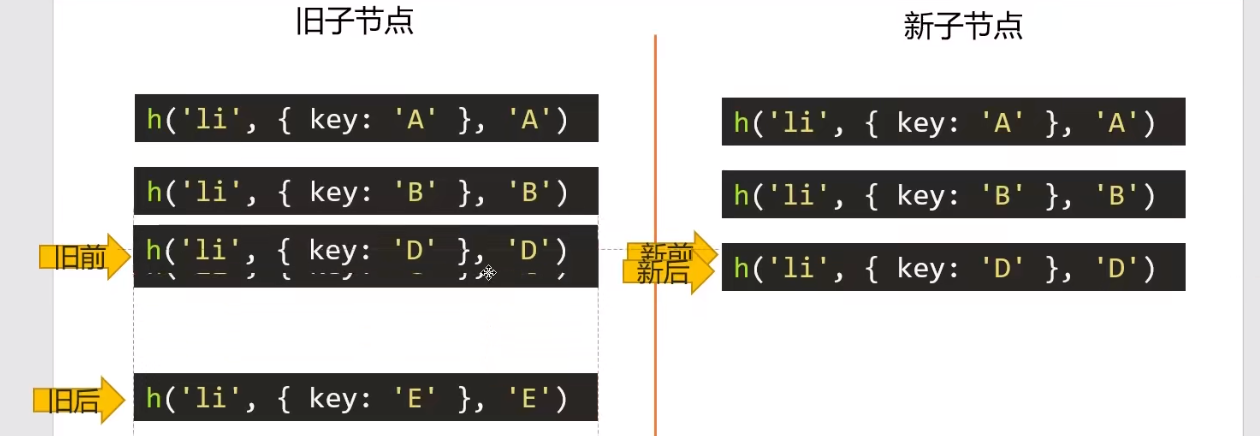 旧子节点
新子节点
h('li', { key: 'A' }, 'A')
h('li', { key: 'B' }, 'B')
旧前
h('li', { key: 'D' }, 'D')
旧后
h('li', { key: 'E' }, 'E')
h('li', { key: 'A' }, 'A')
h('li', { key: 'B' }, 'B')
新前
新后
h('li', { key: 'D' }, 'D')